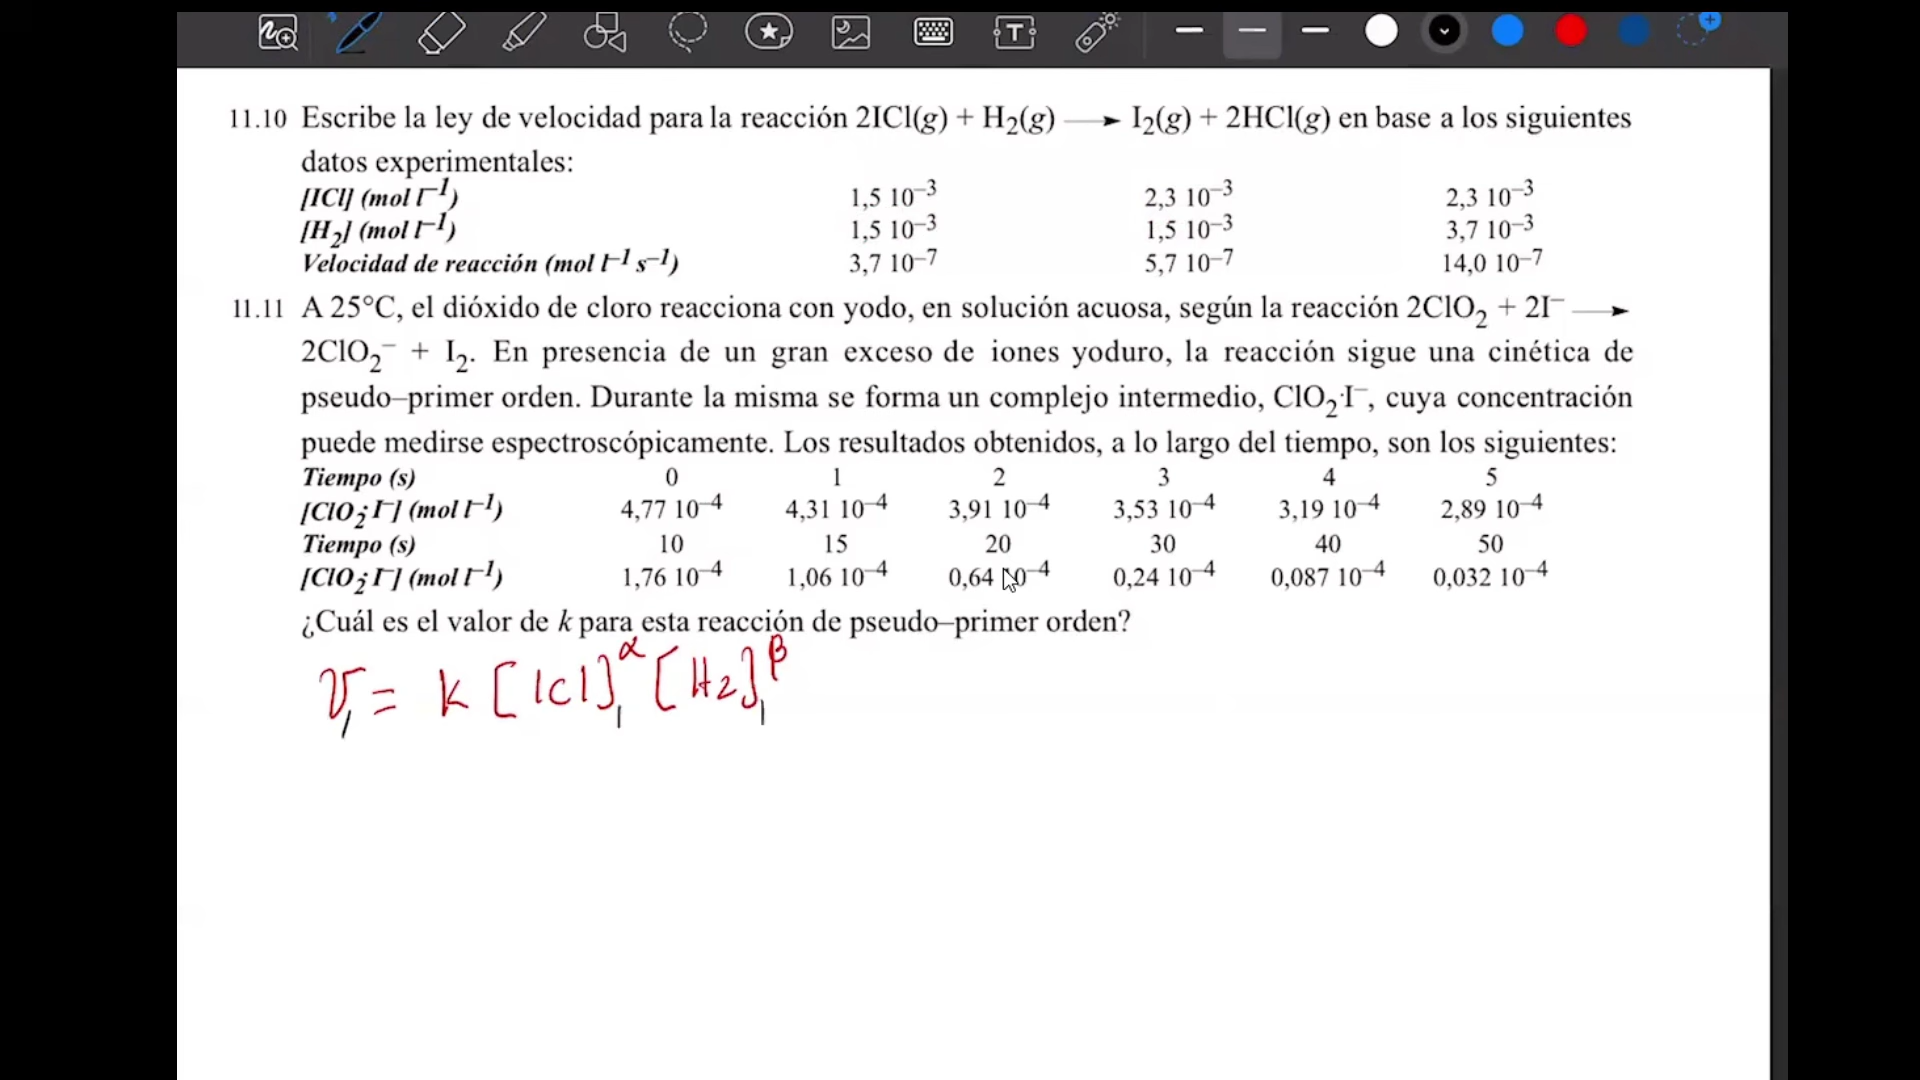 11.10 Escribe la ley de velocidad para la reacción 2ICl(g) + H₂(g) ⟶ I₂(g) + 2HCl(g) en base a los siguientes
datos experimentales:
[ICl] (mol l⁻¹) 1,5 10⁻³ 2,3 10⁻³ 2,3 10⁻³
[H₂] (mol l⁻¹) 1,5 10⁻³ 1,5 10⁻³ 3,7 10⁻³
Velocidad de reacción (mol l⁻¹ s⁻¹) 3,7 10⁻⁷ 5,7 10⁻⁷ 14,0 10⁻⁷
11.11 A 25°C, el dióxido de cloro reacciona con yodo, en solución acuosa, según la reacción 2ClO₂ + 2I⁻ ⟶
2ClO₂⁻ + I₂. En presencia de un gran exceso de iones yoduro, la reacción sigue una cinética de
pseudo–primer orden. Durante la misma se forma un complejo intermedio, ClO₂·I⁻, cuya concentración
puede medirse espectroscópicamente. Los resultados obtenidos, a lo largo del tiempo, son los siguientes:
Tiempo (s) 0 1 2 3 4 5
[ClO₂·I⁻] (mol l⁻¹) 4,77 10⁻⁴ 4,31 10⁻⁴ 3,91 10⁻⁴ 3,53 10⁻⁴ 3,19 10⁻⁴ 2,89 10⁻⁴
Tiempo (s) 10 15 20 30 40 50
[ClO₂·I⁻] (mol l⁻¹) 1,76 10⁻⁴ 1,06 10⁻⁴ 0,64 10⁻⁴ 0,24 10⁻⁴ 0,087 10⁻⁴ 0,032 10⁻⁴
¿Cuál es el valor de k para esta reacción de pseudo–primer orden?
V₁ = k [ICl]₁^α [H₂]₁^β